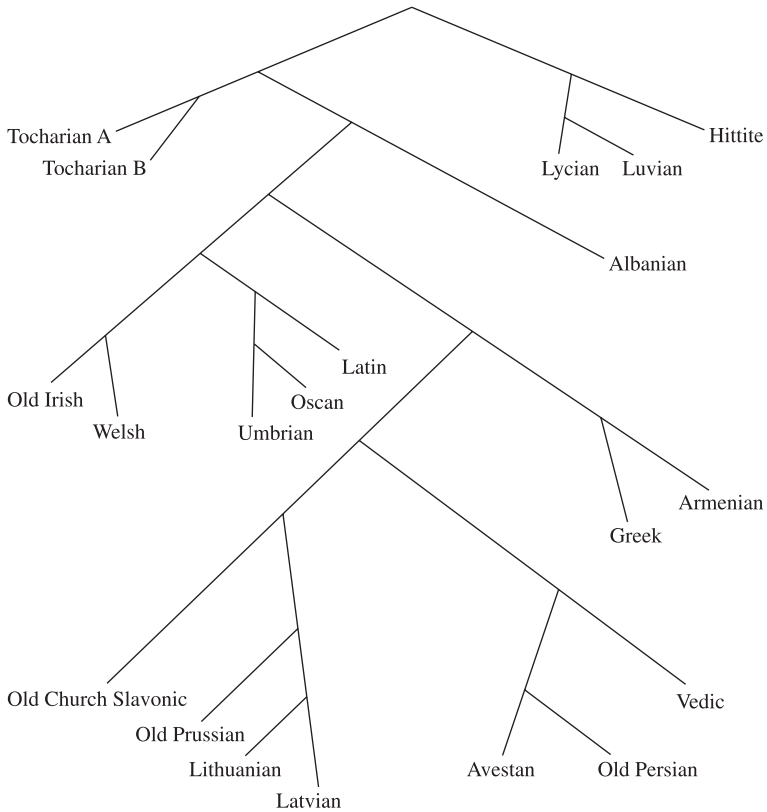 Tocharian A
Hittite
Tocharian B
Lycian
Luvian
Albanian
Latin
Old Irish
Oscan
Welsh
Umbrian
Armenian
Greek
Old Church Slavonic
Vedic
Old Prussian
Lithuanian
Avestan
Old Persian
Latvian